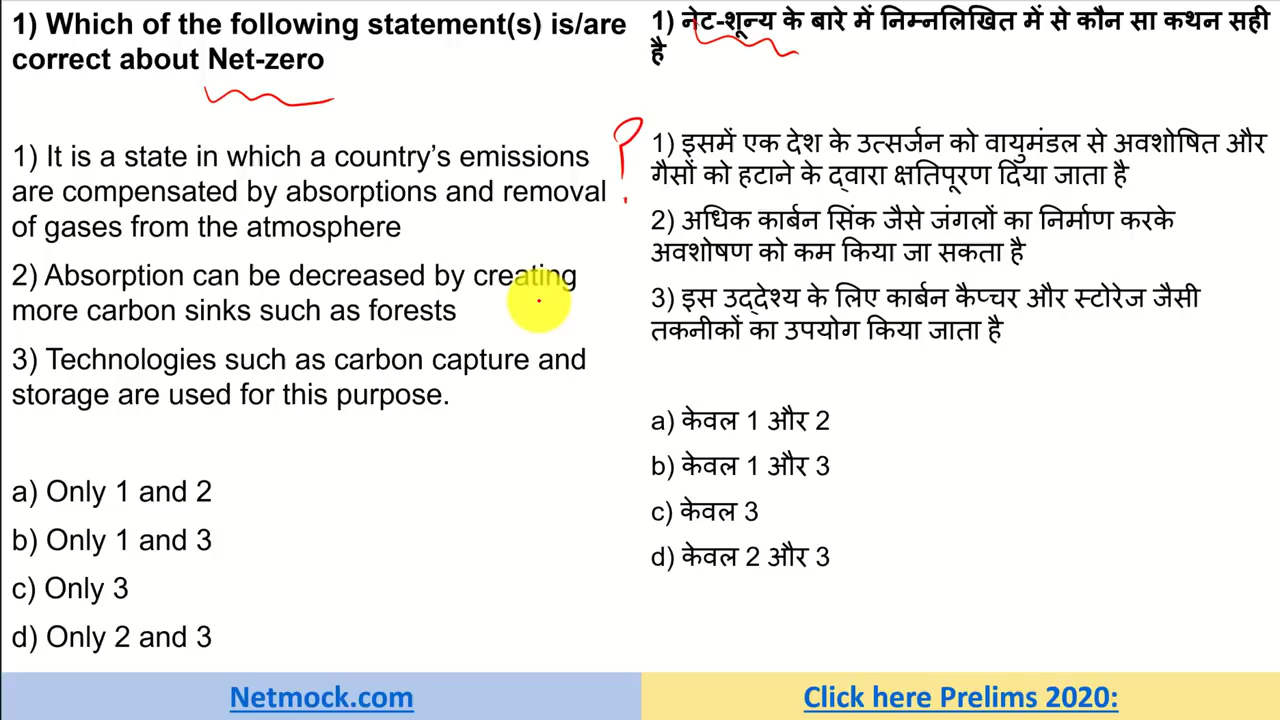 1) Which of the following statement(s) is/are
correct about Net-zero
1) It is a state in which a country’s emissions
are compensated by absorptions and removal
of gases from the atmosphere
2) Absorption can be decreased by creating
more carbon sinks such as forests
3) Technologies such as carbon capture and
storage are used for this purpose.
a) Only 1 and 2
b) Only 1 and 3
c) Only 3
d) Only 2 and 3
1) नेट-शून्य के बारे में निम्नलिखित में से कौन सा कथन सही
है
?
1) इसमें एक देश के उत्सर्जन को वायुमंडल से अवशोषित और
गैसों को हटाने के द्वारा क्षतिपूरण दिया जाता है
2) अधिक कार्बन सिंक जैसे जंगलों का निर्माण करके
अवशोषण को कम किया जा सकता है
3) इस उद्देश्य के लिए कार्बन कैप्चर और स्टोरेज जैसी
तकनीकों का उपयोग किया जाता है
a) केवल 1 और 2
b) केवल 1 और 3
c) केवल 3
d) केवल 2 और 3
Netmock.com
Click here Prelims 2020: